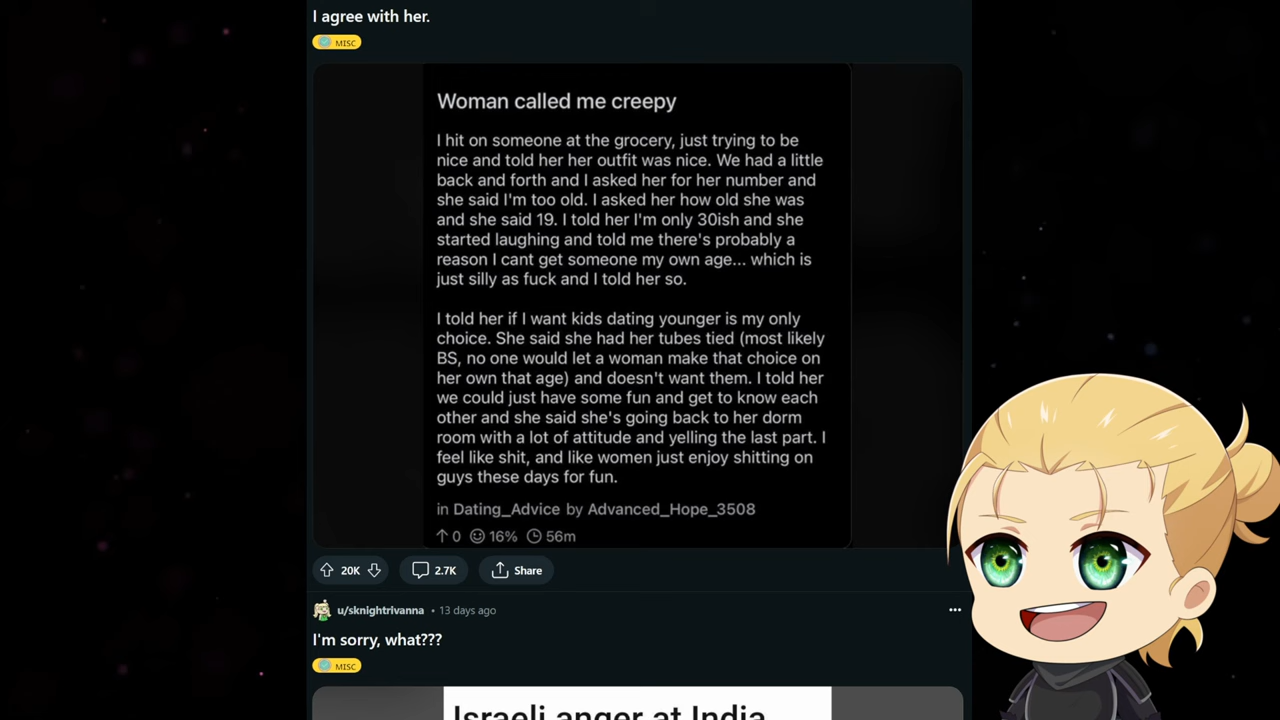 I agree with her.
MISC
Woman called me creepy
I hit on someone at the grocery, just trying to be
nice and told her her outfit was nice. We had a little
back and forth and I asked her for her number and
she said I'm too old. I asked her how old she was
and she said 19. I told her I'm only 30ish and she
started laughing and told me there's probably a
reason I cant get someone my own age... which is
just silly as fuck and I told her so.
I told her if I want kids dating younger is my only
choice. She said she had her tubes tied (most likely
BS, no one would let a woman make that choice on
her own that age) and doesn't want them. I told her
we could just have some fun and get to know each
other and she said she's going back to her dorm
room with a lot of attitude and yelling the last part. I
feel like shit, and like women just enjoy shitting on
guys these days for fun.
in Dating_Advice by Advanced_Hope_3508
0 16% 56m
20K 2.7K Share
u/sknightrivanna • 13 days ago
I'm sorry, what???
MISC
Israeli anger at India